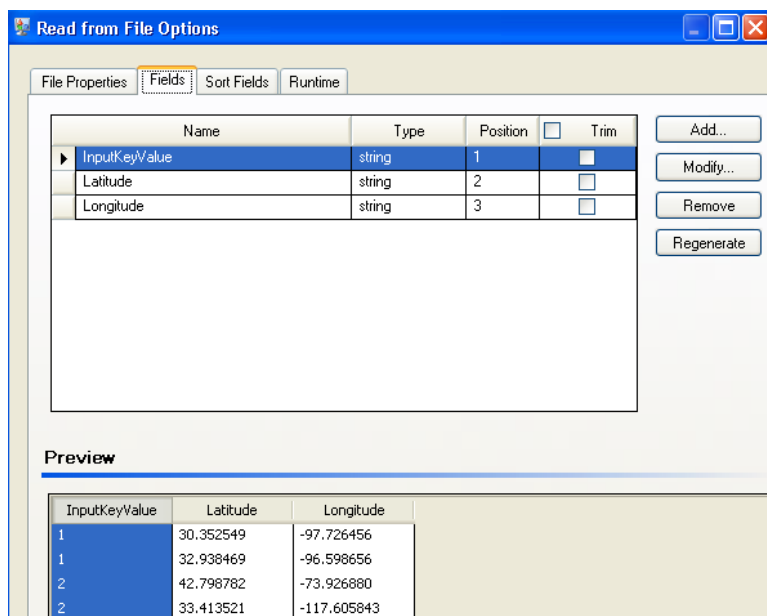 Read from File Options
File Properties Fields Sort Fields Runtime
Name Type Position Trim Add...
InputKeyValue string 1
Modify...
Latitude string 2
Longitude string 3 Remove
Regenerate
Preview
InputKeyValue Latitude Longitude
1 30.352549 -97.726456
1 32.938469 -96.598656
2 42.798782 -73.926880
2 33.413521 -117.605843